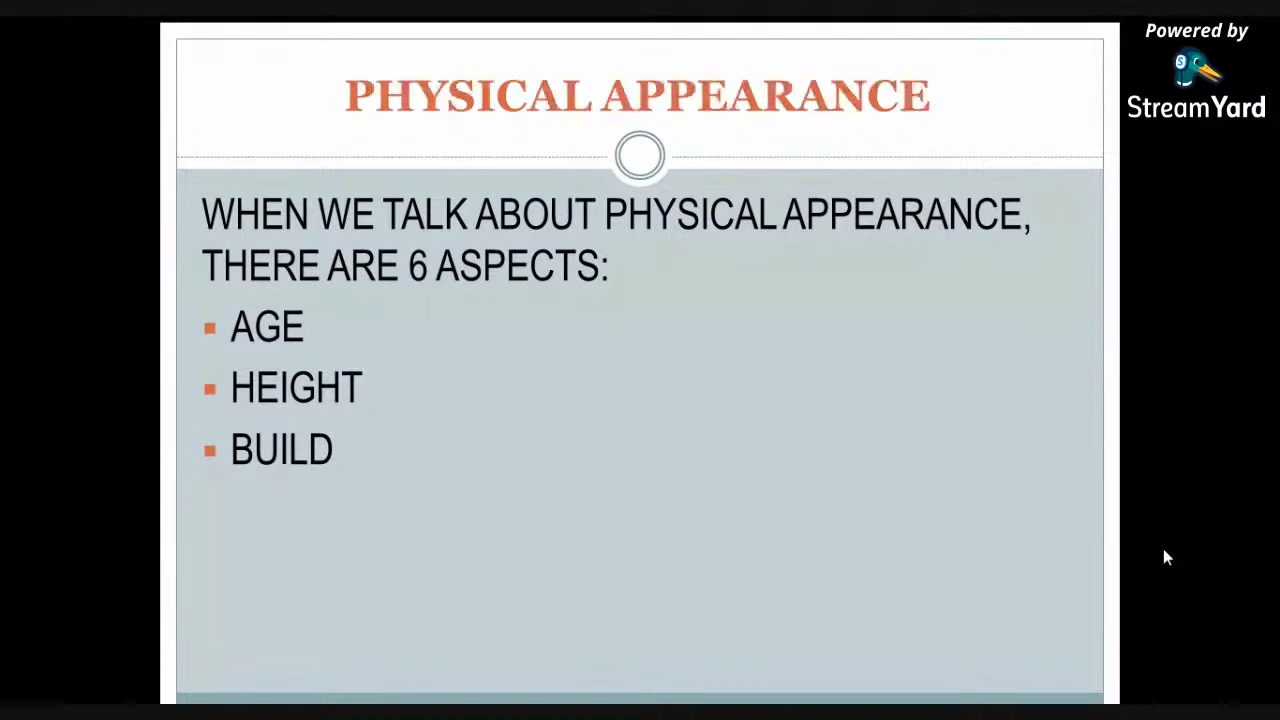 Powered by
StreamYard
PHYSICAL APPEARANCE
WHEN WE TALK ABOUT PHYSICAL APPEARANCE,
THERE ARE 6 ASPECTS:
AGE
HEIGHT
BUILD